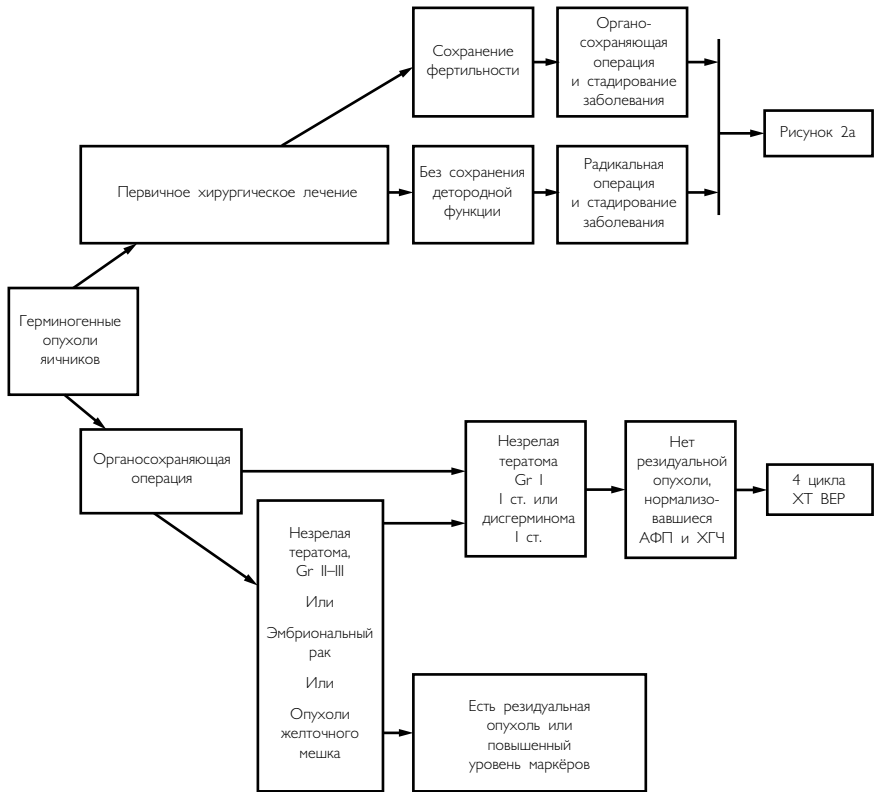 Сохранение
фертильности
Органо-
сохраняющая
операция
и стадирование
заболевания
Рисунок 2а
Первичное хирургическое лечение
Без сохранения
детородной
функции
Радикальная
операция
и стадирование
заболевания
Герминогенные
опухоли
яичников
Органосохраняющая
операция
Незрелая
тератома
Gr I
I ст. или
дисгерминома
I ст.
Нет
резидуальной
опухоли,
нормализо-
вавшиеся
АФП и ХГЧ
4 цикла
ХТ ВЕР
Незрелая
тератома,
Gr II–III
Или
Эмбриональный
рак
Или
Опухоли
желточного
мешка
Есть резидуальная
опухоль или
повышенный
уровень маркёров